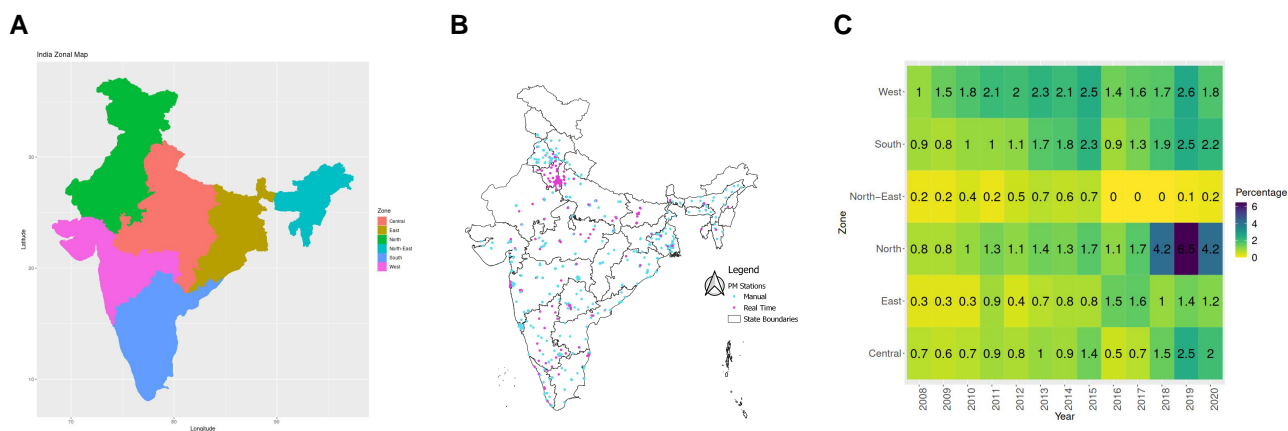 A
B
C
India Zonal Map
Latitude
30
20
10
70
80
90
Longitude
Zone
Central
East
North
North-East
South
West
Legend
PM Stations
Manual
Real Time
State Boundaries
Zone
West 1 1.5 1.8 2.1 2 2.3 2.1 2.5 1.4 1.6 1.7 2.6 1.8
South 0.9 0.8 1 1 1.1 1.7 1.8 2.3 0.9 1.3 1.9 2.5 2.2
North-East 0.2 0.2 0.4 0.2 0.5 0.7 0.6 0.7 0 0 0 0.1 0.2
North 0.8 0.8 1 1.3 1.1 1.4 1.3 1.7 1.1 1.7 4.2 6.5 4.2
East 0.3 0.3 0.3 0.9 0.4 0.7 0.8 0.8 1.5 1.6 1 1.4 1.2
Central 0.7 0.6 0.7 0.9 0.8 1 0.9 1.4 0.5 0.7 1.5 2.5 2
2008 2009 2010 2011 2012 2013 2014 2015 2016 2017 2018 2019 2020
Year
Percentage
6
4
2
0